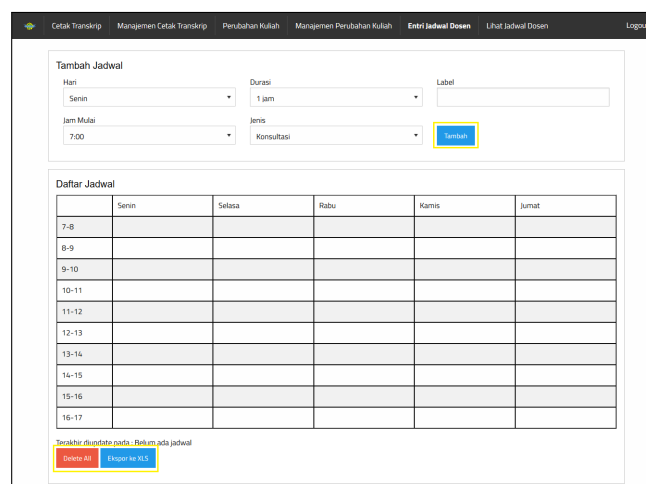 Cetak Transkrip Manajemen Cetak Transkrip Perubahan Kuliah Manajemen Perubahan Kuliah Entri Jadwal Dosen Lihat Jadwal Dosen Logou
Tambah Jadwal
Hari Durasi Label
Senin 1 jam
Jam Mulai Jenis
7:00 Konsultasi Tambah
Daftar Jadwal
Senin Selasa Rabu Kamis Jumat
7-8
8-9
9-10
10-11
11-12
12-13
13-14
14-15
15-16
16-17
Terakhir diupdate pada : Belum ada jadwal
Delete All Ekspor ke XLS